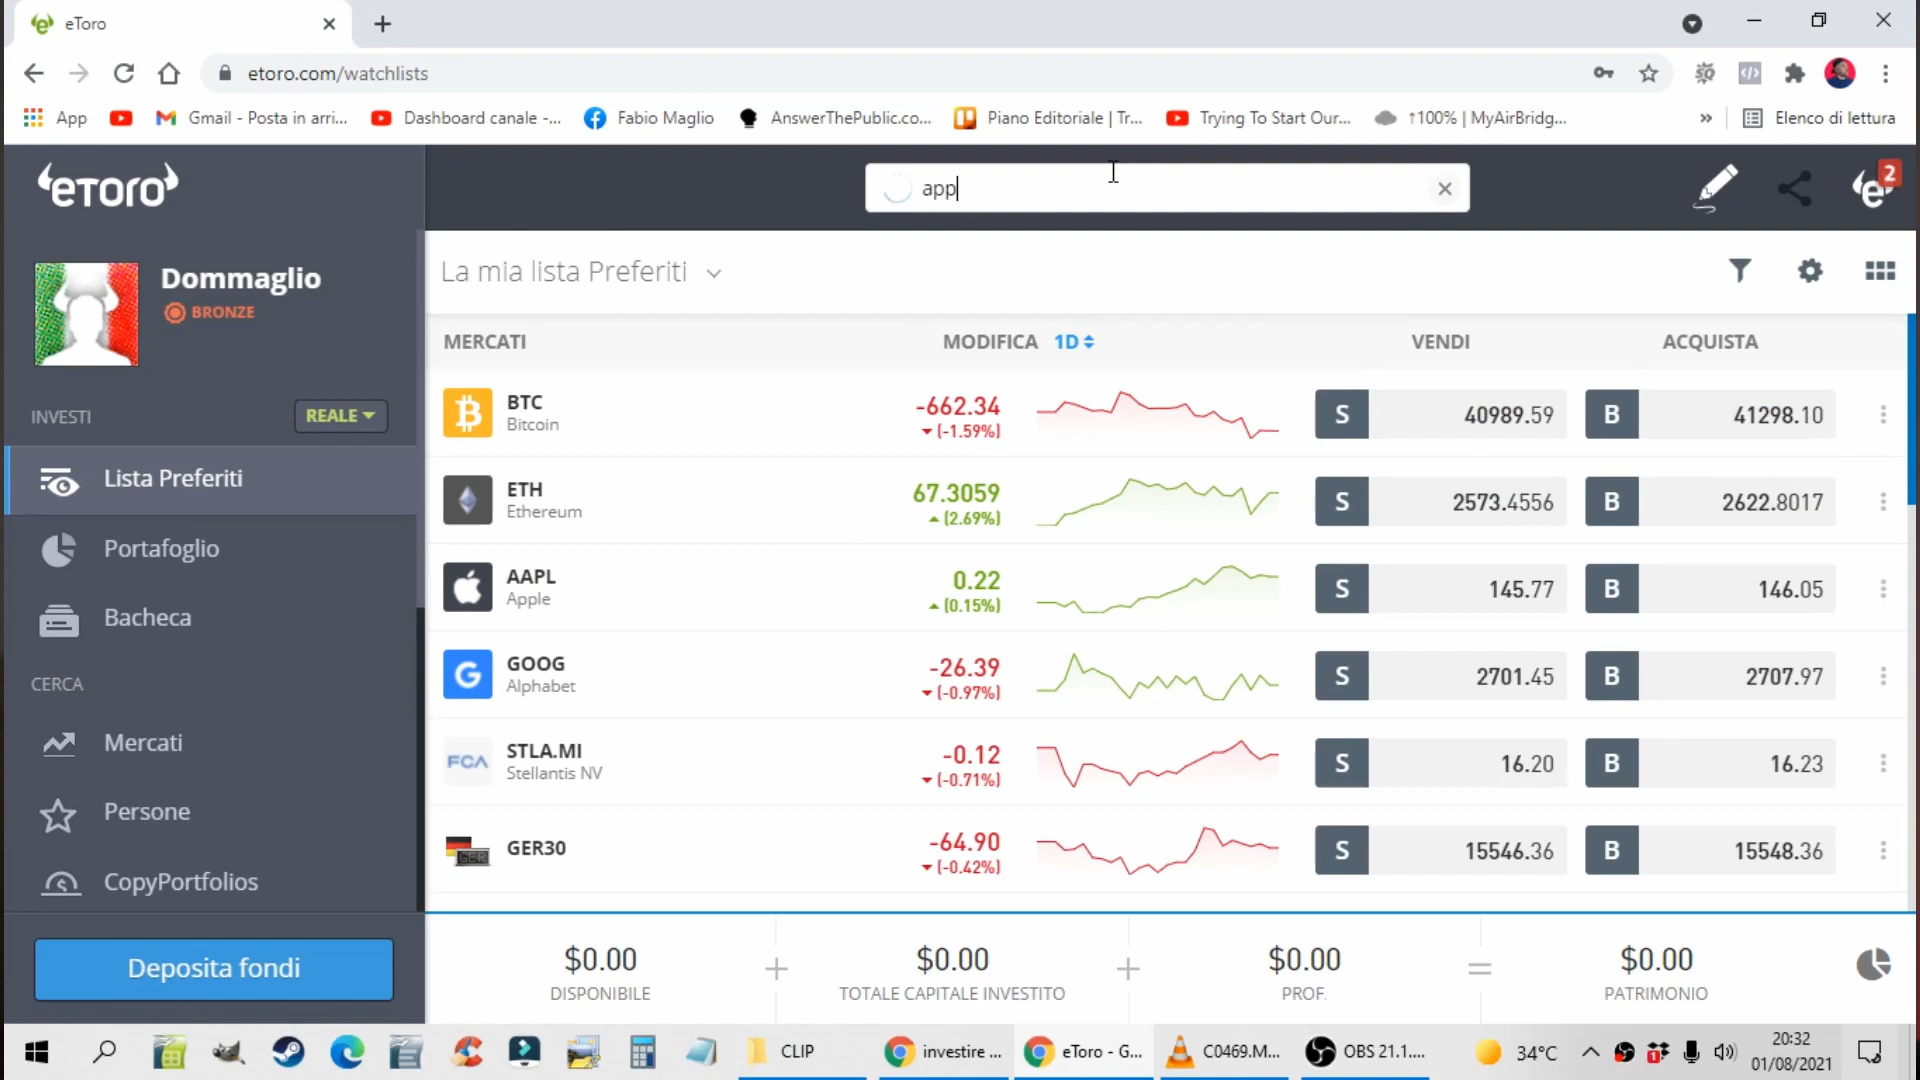 eToro
etoro.com/watchlists
App
Gmail - Posta in arri...
Dashboard canale -...
Fabio Maglio
AnswerThePublic.co...
Piano Editoriale | Tr...
Trying To Start Our...
↑100% | MyAirBridg...
»
Elenco di lettura
eToro
app
2
Dommaglio
BRONZE
INVESTI
REALE
Lista Preferiti
Portafoglio
Bacheca
CERCA
Mercati
Persone
CopyPortfolios
Deposita fondi
La mia lista Preferiti
MERCATI MODIFICA 1D VENDI ACQUISTA
BTC
Bitcoin
-662.34
(-1.59%)
S 40989.59 B 41298.10
ETH
Ethereum
67.3059
(2.69%)
S 2573.4556 B 2622.8017
AAPL
Apple
0.22
(0.15%)
S 145.77 B 146.05
G
GOOG
Alphabet
-26.39
(-0.97%)
S 2701.45 B 2707.97
FCA
STLA.MI
Stellantis NV
-0.12
(-0.71%)
S 16.20 B 16.23
GER
GER30
-64.90
(-0.42%)
S 15546.36 B 15548.36
$0.00 + $0.00 + $0.00 = $0.00
DISPONIBILE TOTALE CAPITALE INVESTITO PROF. PATRIMONIO
CLIP
investire ...
eToro - G...
C0469.M...
OBS 21.1....
34°C
1
20:32
01/08/2021